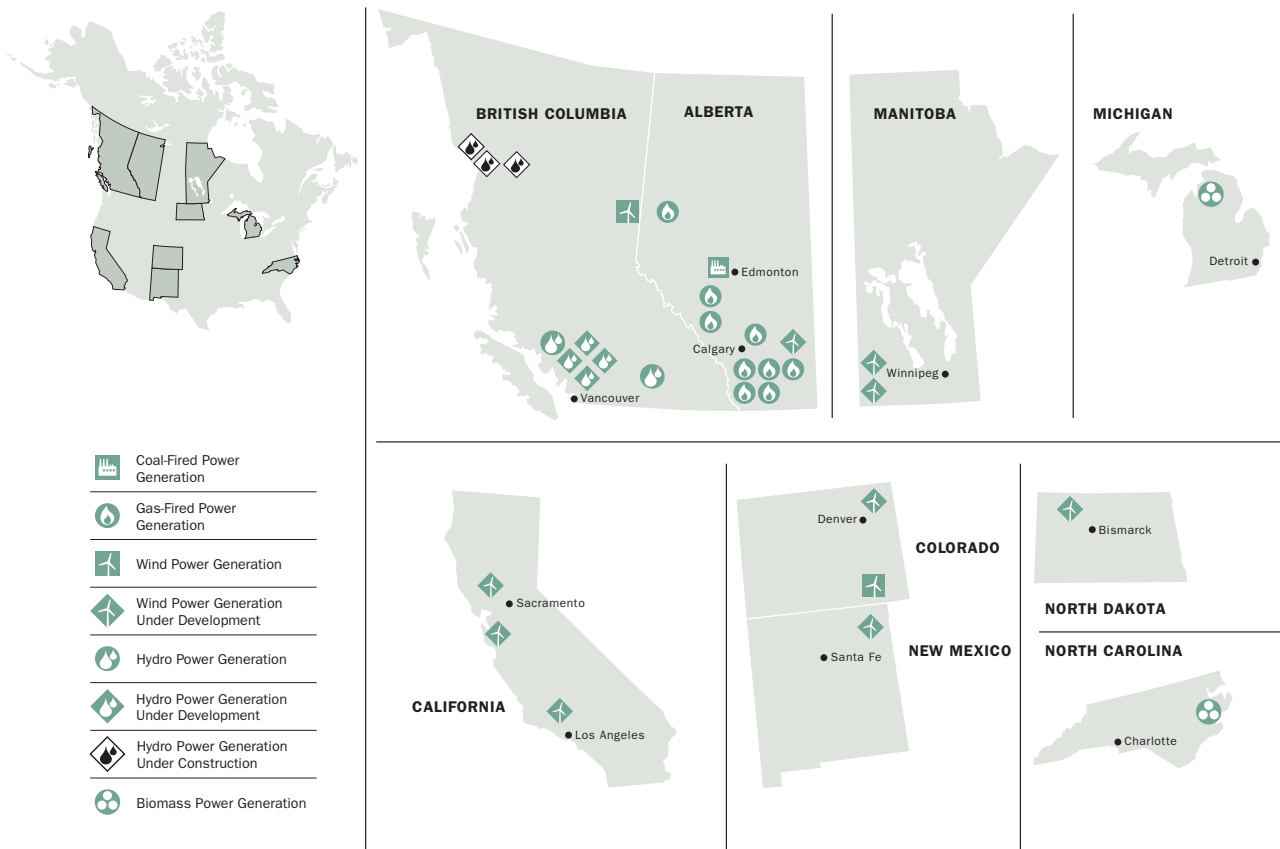 BRITISH COLUMBIA
ALBERTA
MANITOBA
MICHIGAN
Edmonton
Detroit
Calgary
Winnipeg
Vancouver
Coal-Fired Power
Generation
Gas-Fired Power
Generation
Wind Power Generation
Wind Power Generation
Under Development
Hydro Power Generation
Hydro Power Generation
Under Development
Hydro Power Generation
Under Construction
Biomass Power Generation
Sacramento
CALIFORNIA
Los Angeles
Denver
COLORADO
NEW MEXICO
Santa Fe
Bismarck
NORTH DAKOTA
NORTH CAROLINA
Charlotte